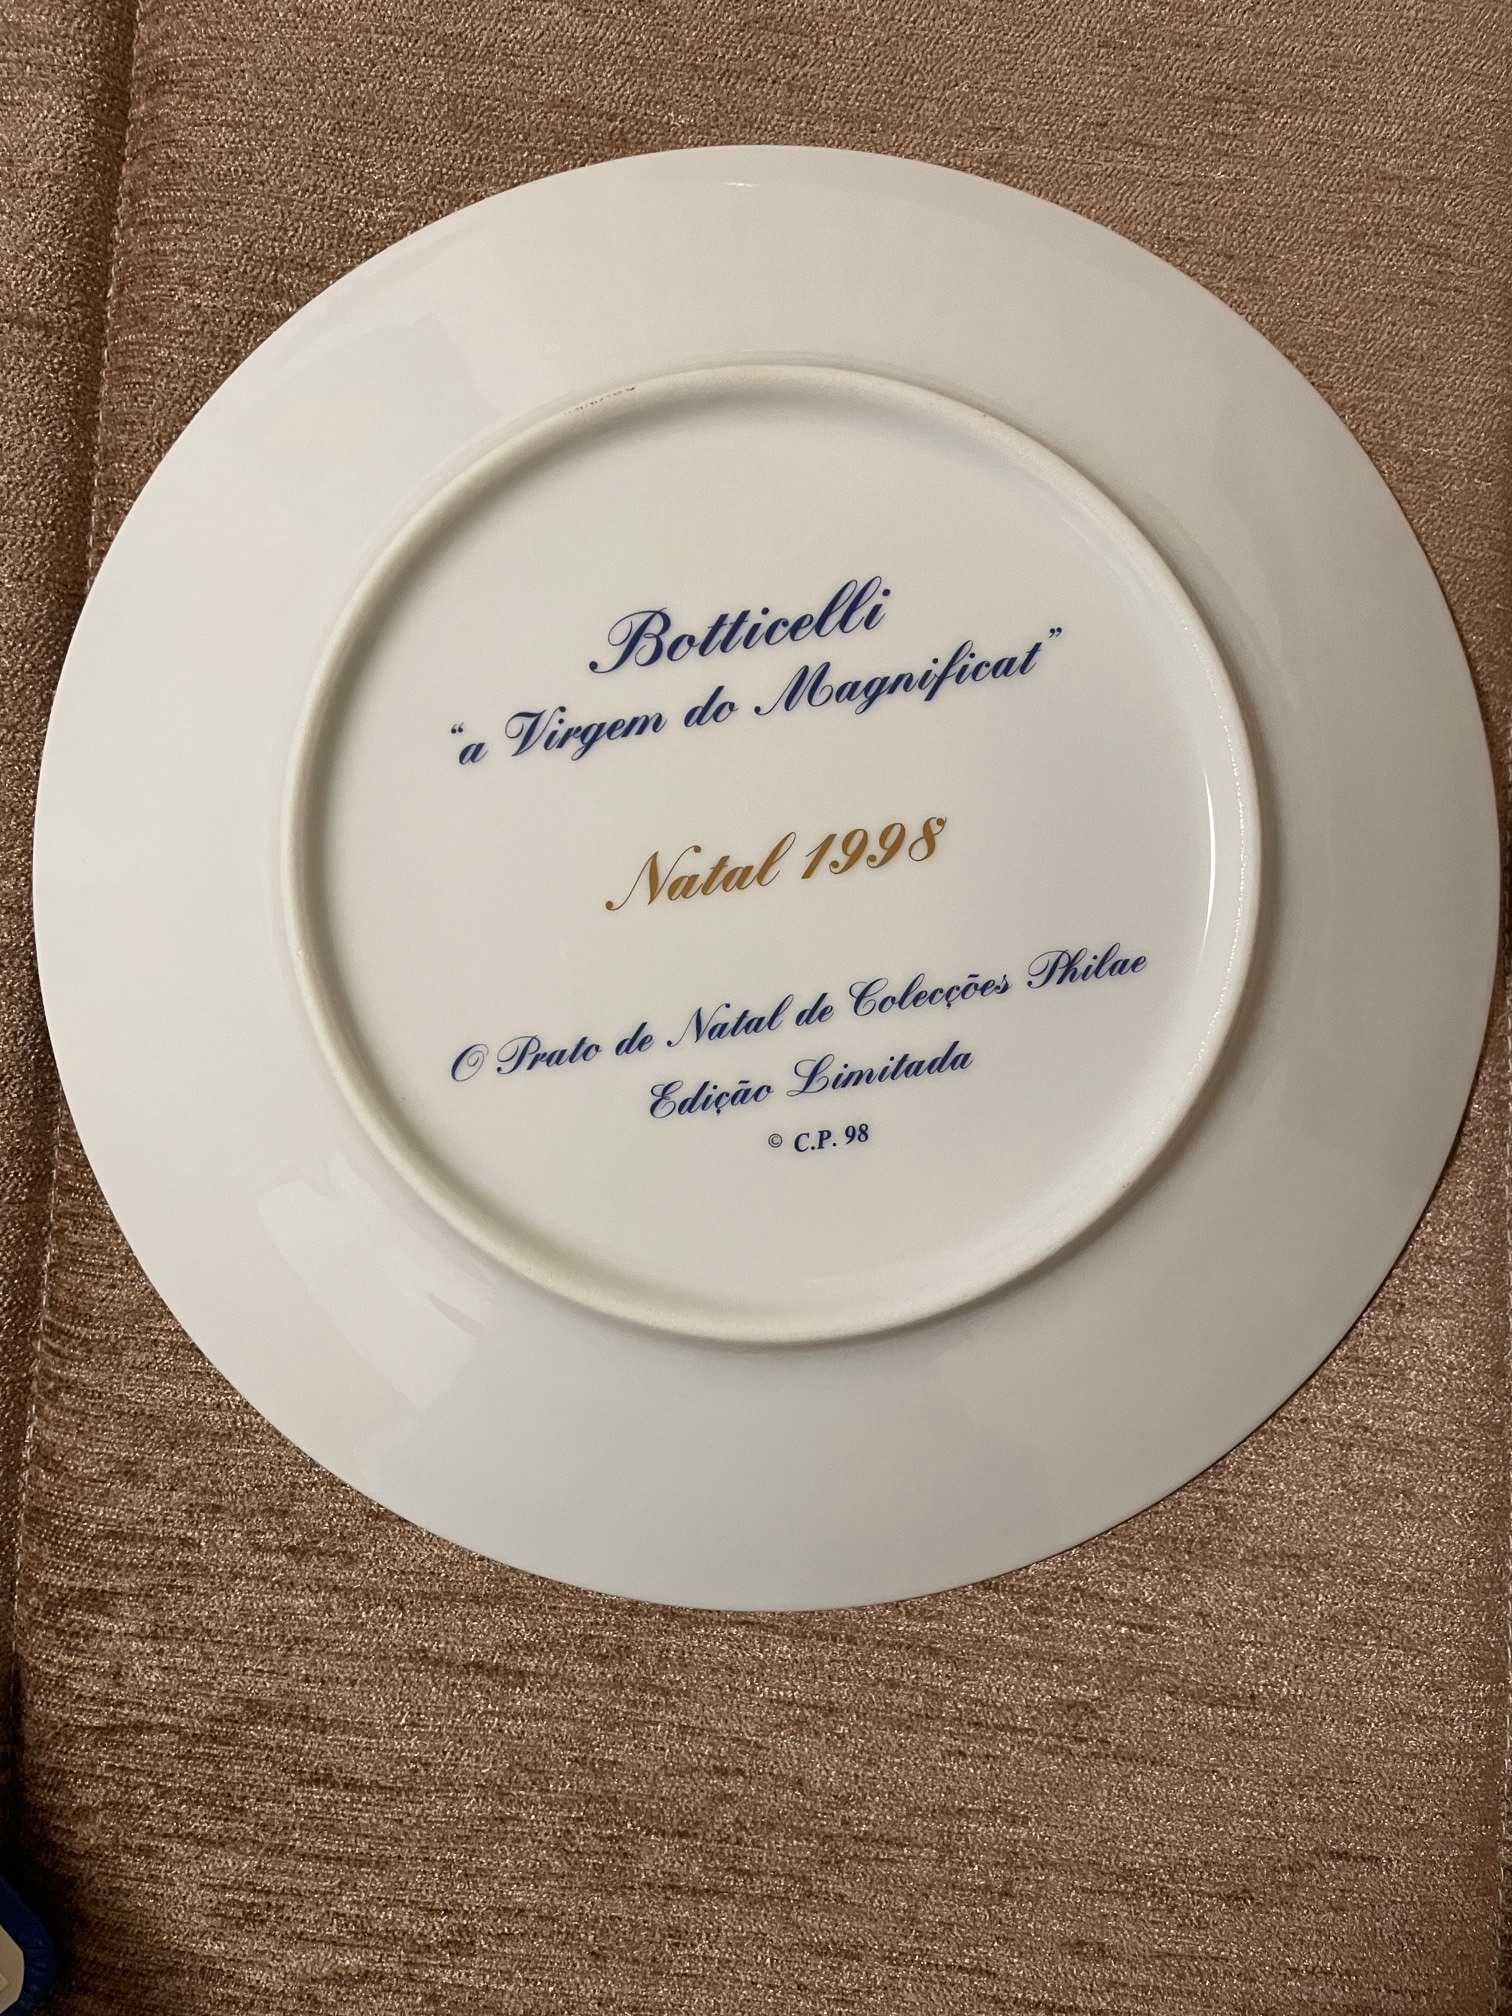 Botticelli
“a Virgem do Magnificat”
Natal 1998
O Prato de Natal de Colecções Philae
Edição Limitada
© C.P. 98